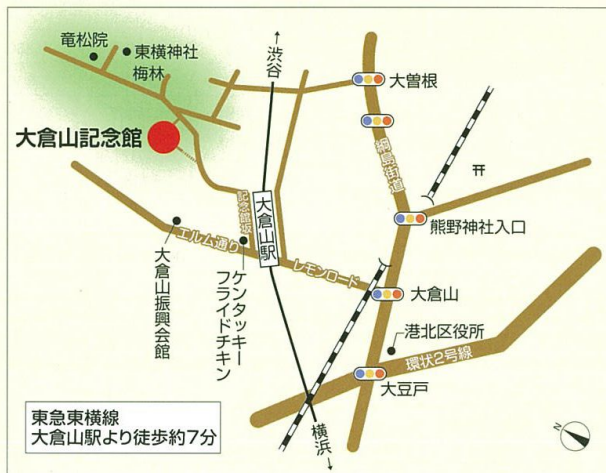 竜松院
東横神社
梅林
↑渋谷
大曽根
大倉山記念館
綱島街道
記念館坂
大倉山駅
熊野神社入口
エルム通り
レモンロード
大倉山振興会館
ケンタッキー
フライドチキン
大倉山
港北区役所
環状2号線
大豆戸
東急東横線
大倉山駅より徒歩約7分
横浜↓
N